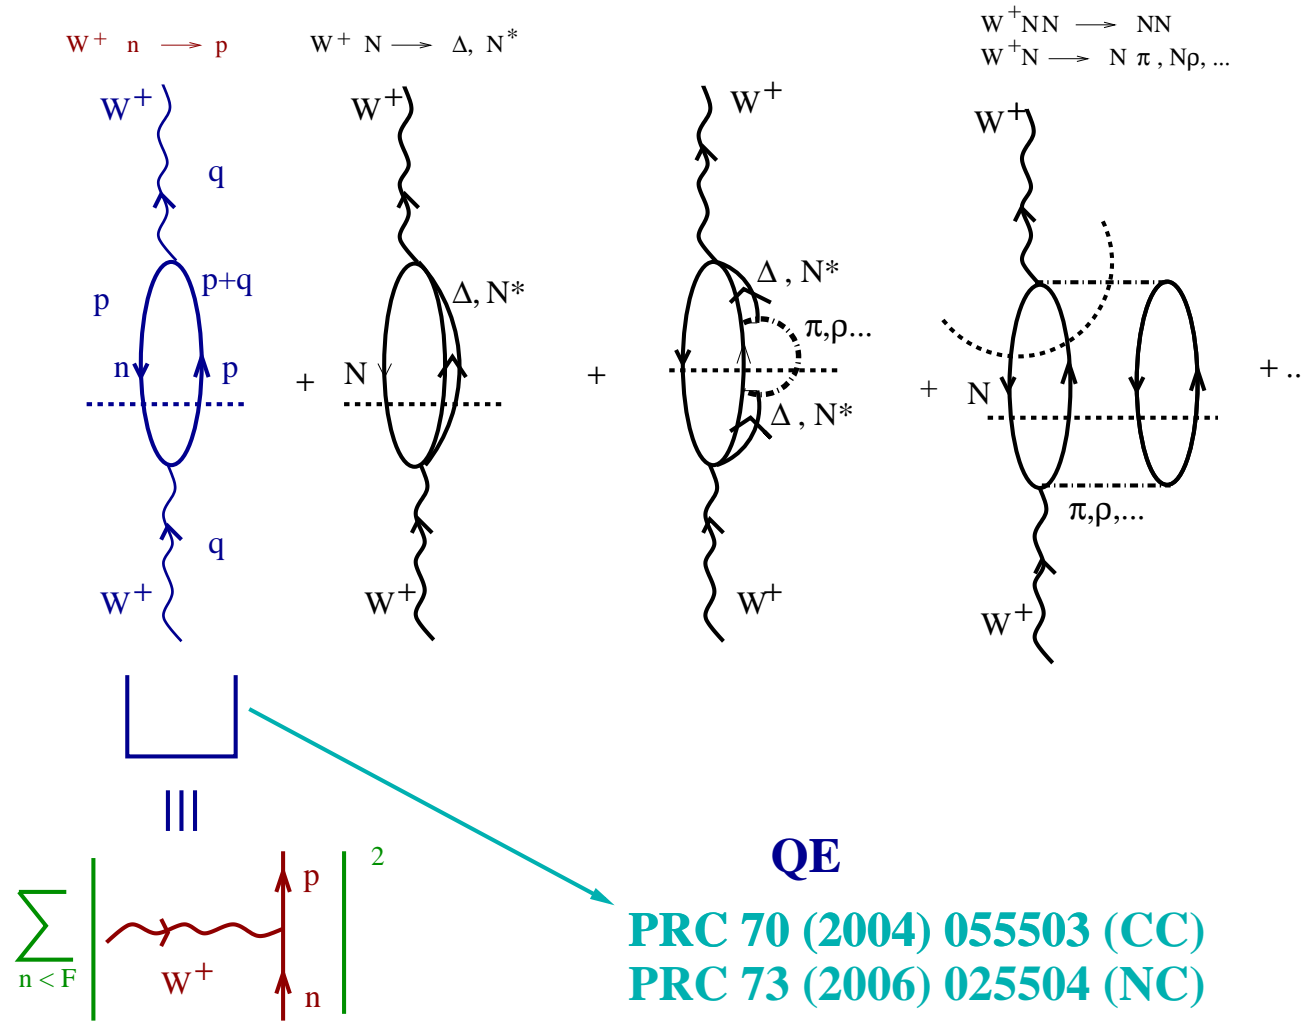 W⁺ n → p
W⁺ N → Δ, N*
W⁺NN → NN
W⁺N → N π , Nρ, ...
W⁺
W⁺
W⁺
W⁺
q
p
p+q
n
p
Δ, N*
N
Δ , N*
π,ρ...
Δ , N*
N
+
+
+
+ ..
q
π,ρ,...
W⁺
W⁺
W⁺
W⁺
|||
2
p
∑
n < F
W⁺
n
QE
PRC 70 (2004) 055503 (CC)
PRC 73 (2006) 025504 (NC)